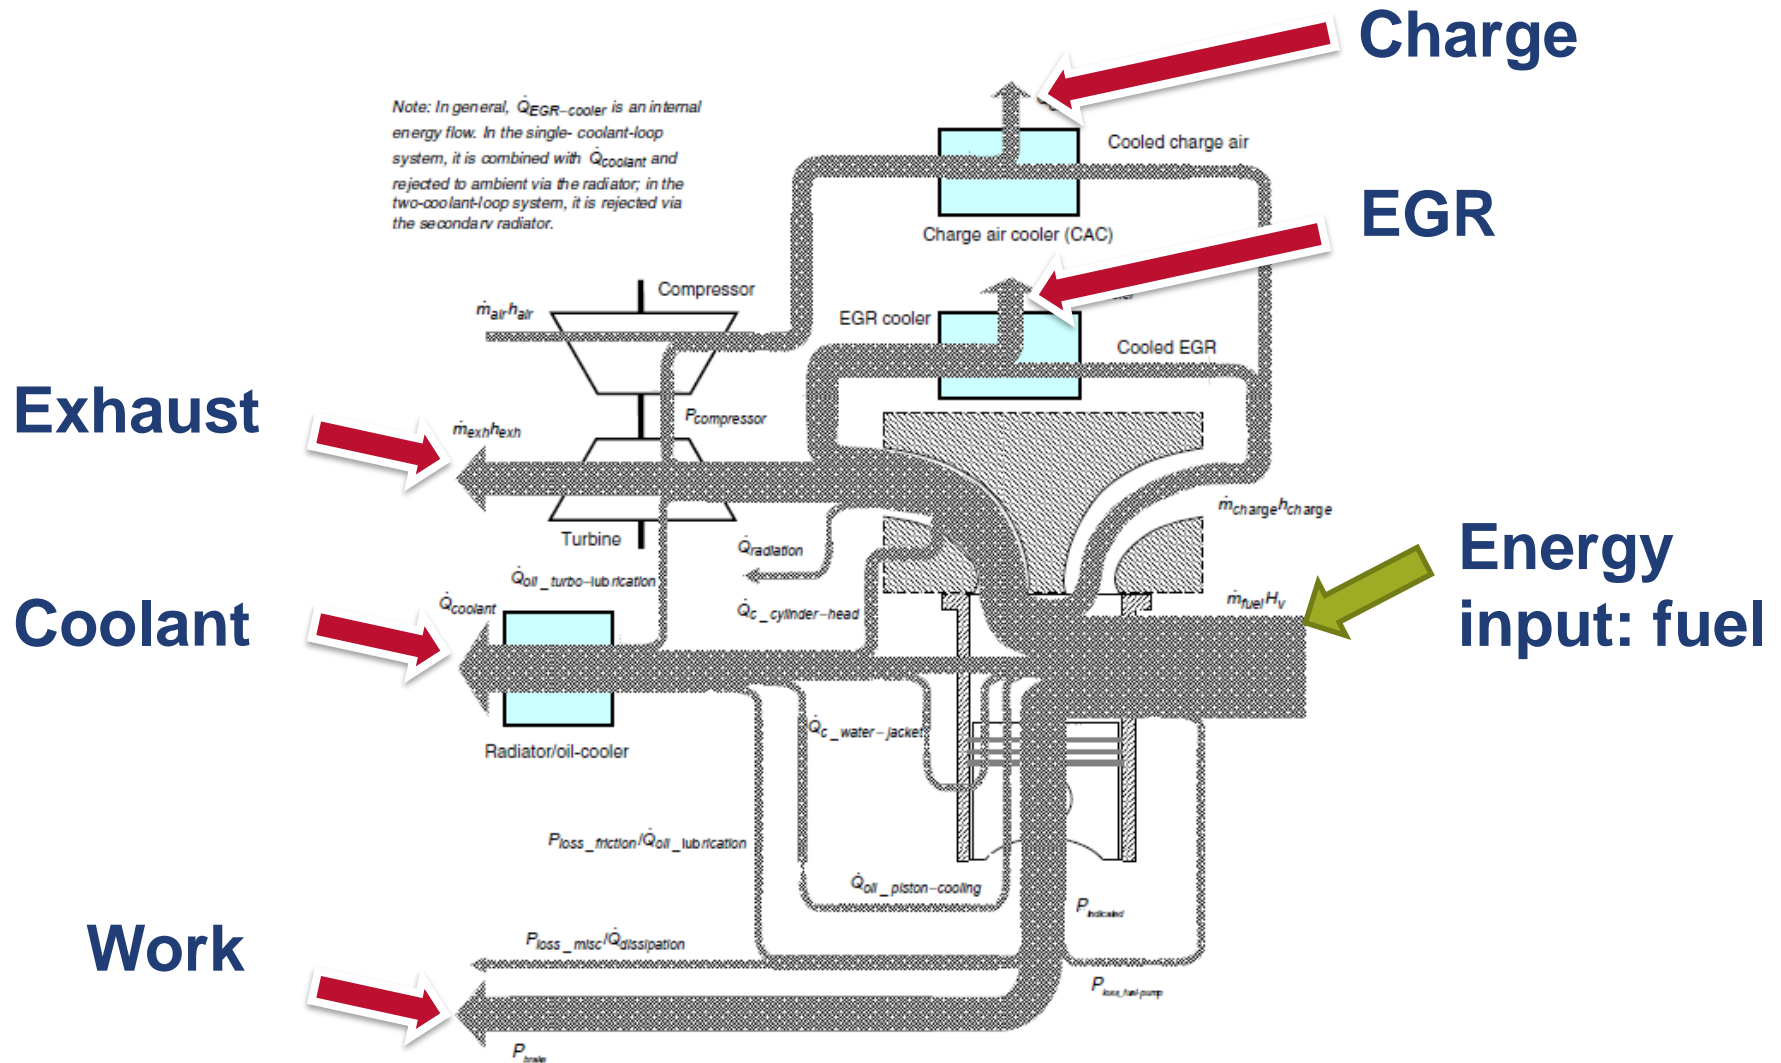 Charge
Note: In general, Q̇EGR–cooler is an internal
energy flow. In the single- coolant-loop
system, it is combined with Q̇coolant and
rejected to ambient via the radiator; in the
two-coolant-loop system, it is rejected via
the secondary radiator.
Cooled charge air
EGR
Charge air cooler (CAC)
Compressor
ṁairhair
EGR cooler
Cooled EGR
Exhaust
Pcompressor
ṁexhhexh
ṁchargehcharge
Turbine
Q̇radiation
Energy
input: fuel
Q̇oil_turbo–lubrication
Q̇coolant
Q̇c_cylinder–head
ṁfuelHv
Coolant
Q̇c_water–jacket
Radiator/oil-cooler
Ploss_friction/Q̇oil_lubrication
Q̇oil_piston–cooling
Pindicated
Work
Ploss_misc/Q̇dissipation
Ploss_fuel-pump
Pbrake